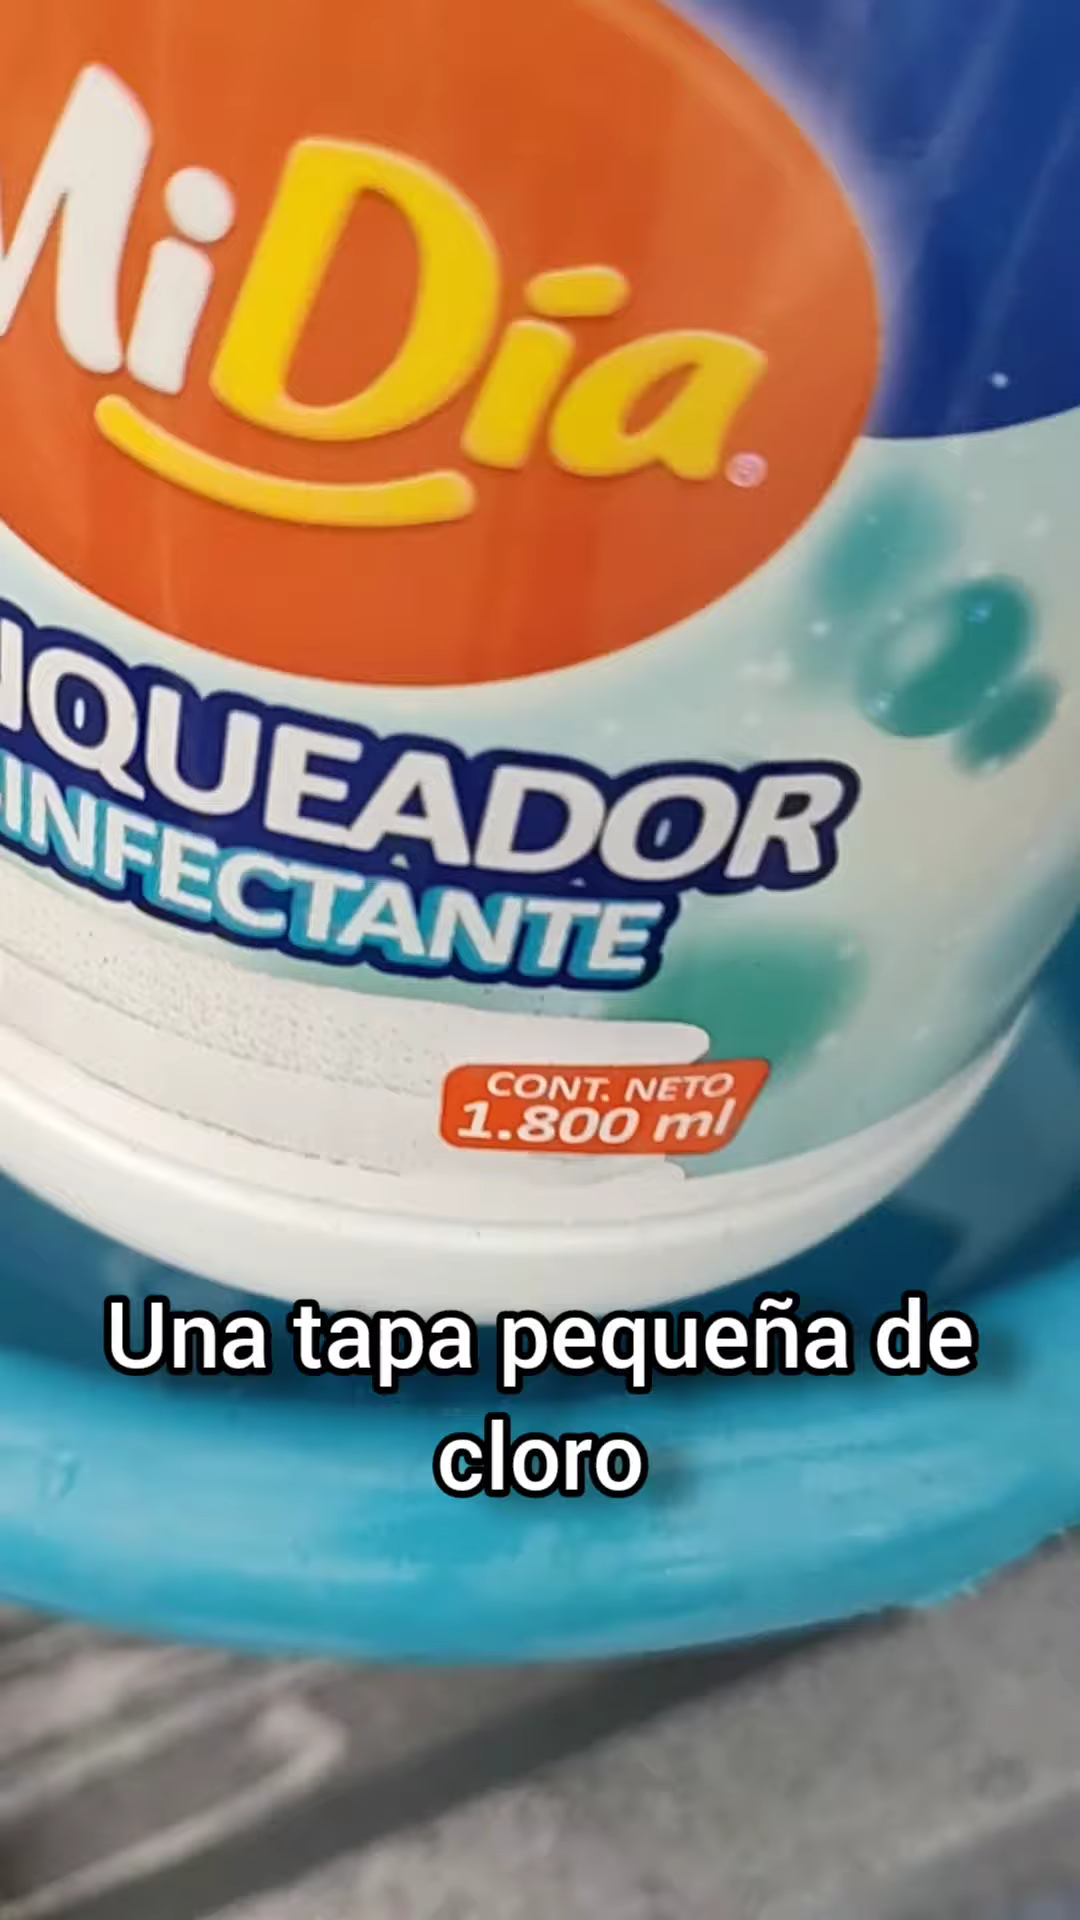 MiDía®
IQUEADOR
INFECTANTE
CONT. NETO
1.800 ml
Una tapa pequeña de
cloro